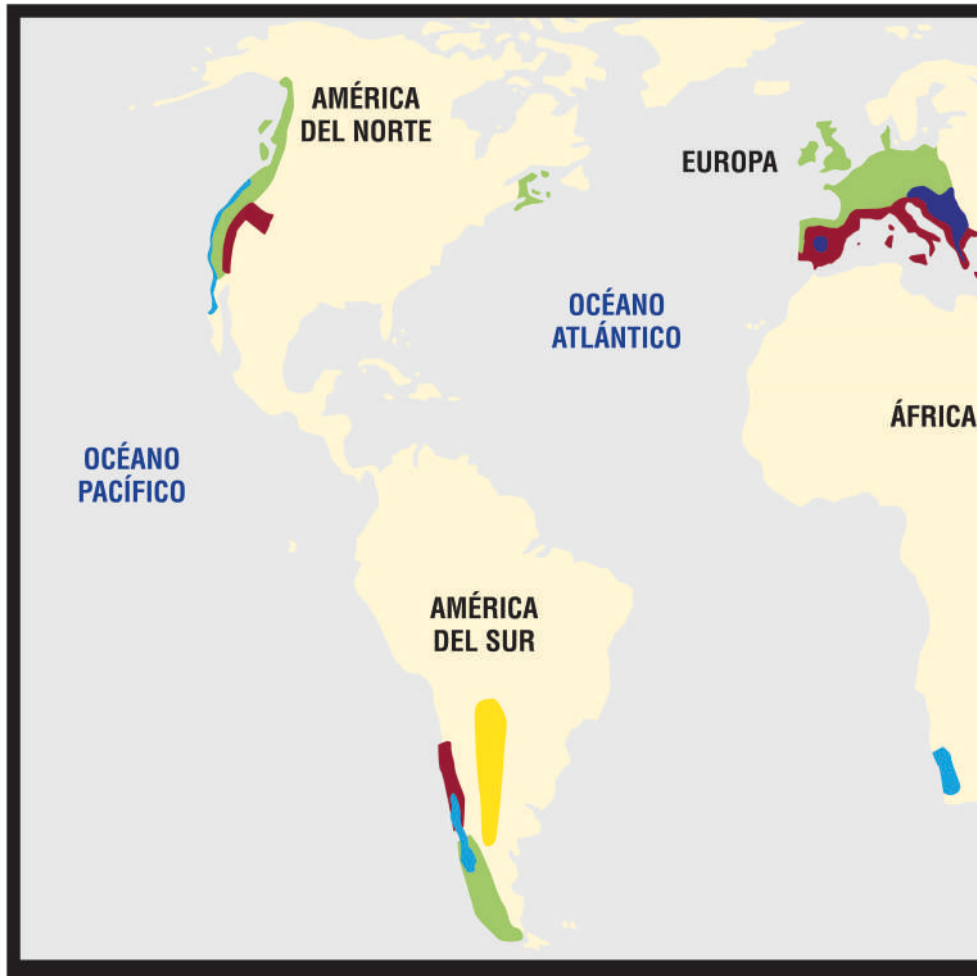 AMÉRICA
DEL NORTE
EUROPA
OCÉANO
ATLÁNTICO
ÁFRICA
OCÉANO
PACÍFICO
AMÉRICA
DEL SUR